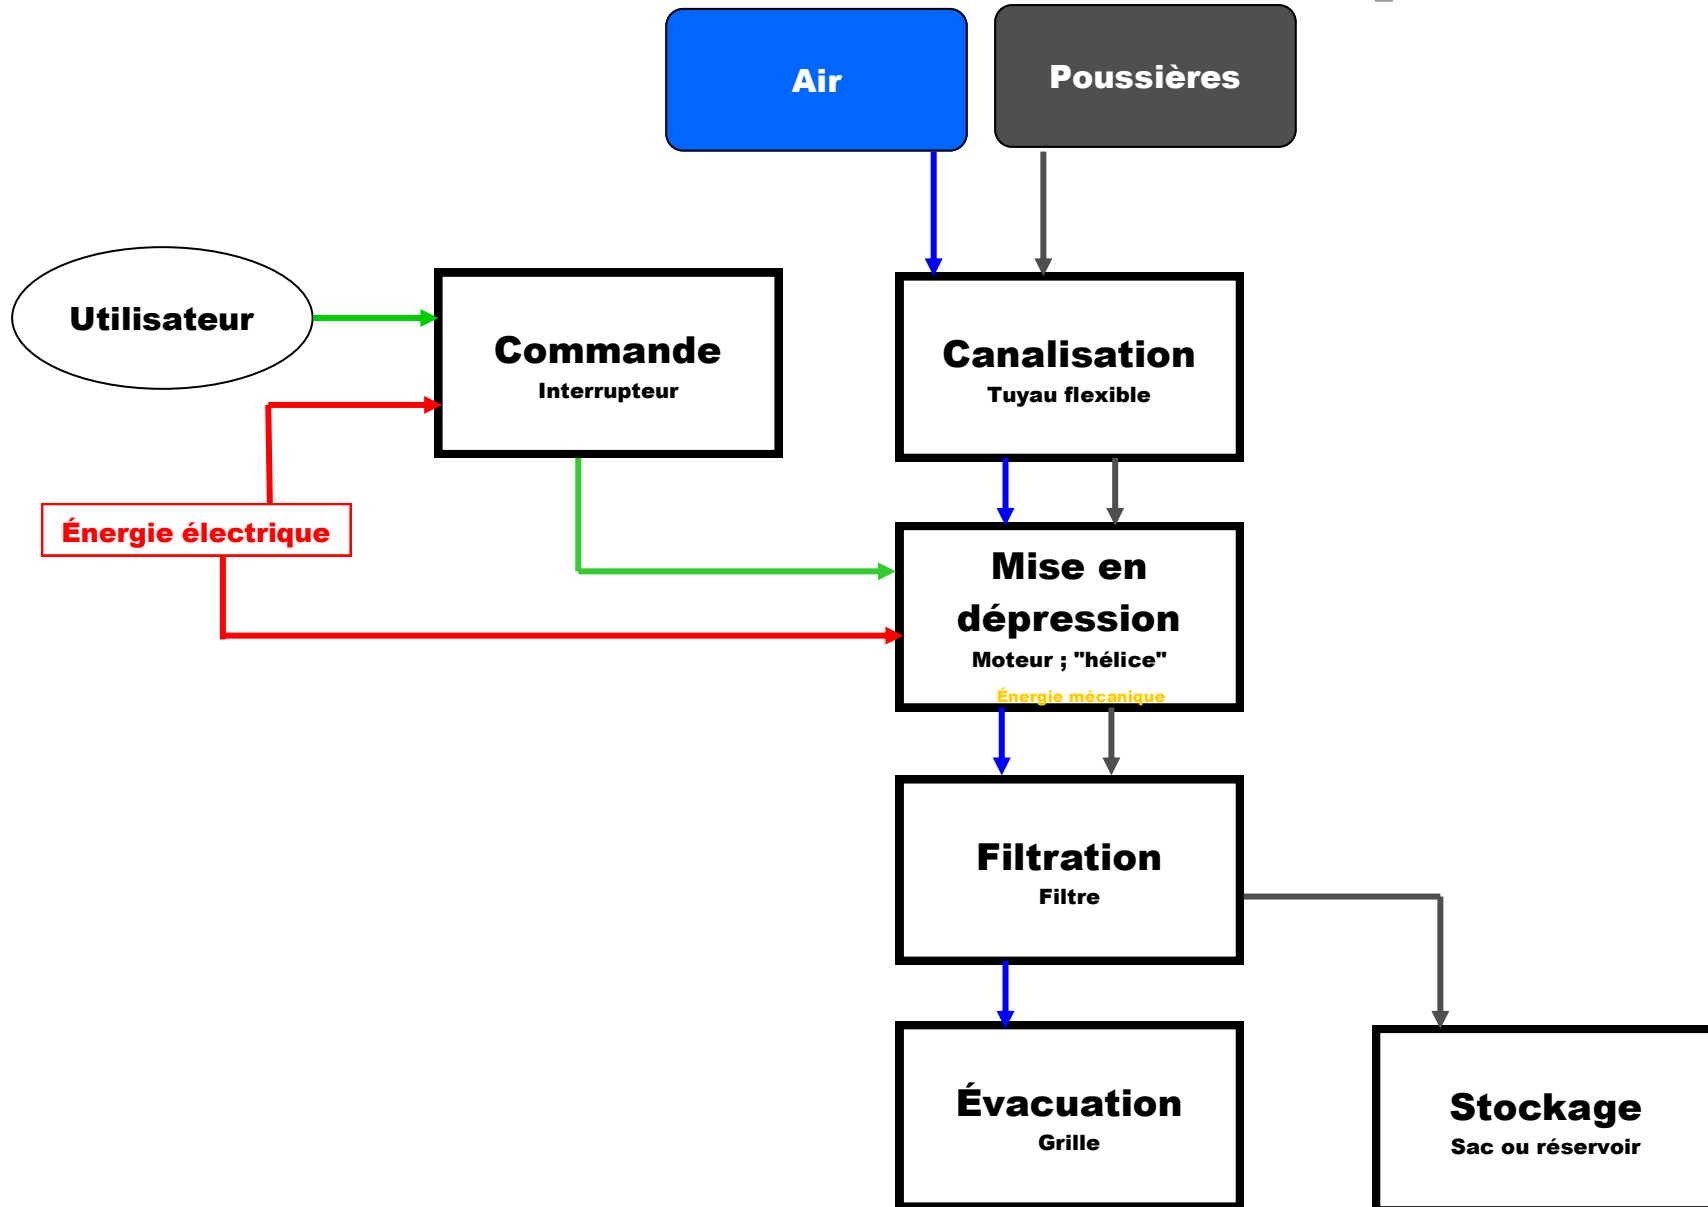 Air
Poussières
Utilisateur
Commande
Interrupteur
Canalisation
Tuyau flexible
Énergie électrique
Mise en
dépression
Moteur ; "hélice"
Énergie mécanique
Filtration
Filtre
Évacuation
Grille
Stockage
Sac ou réservoir